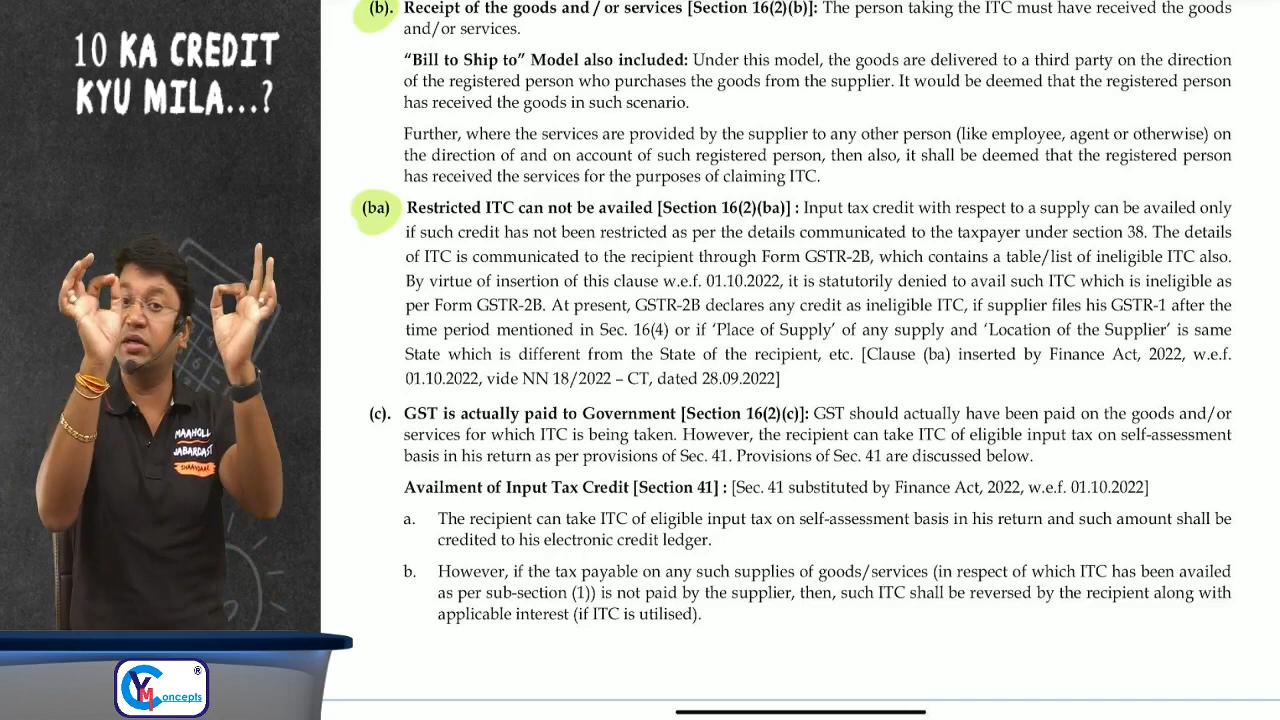 10 KA CREDIT
KYU MILA...?
MAAHOLL
JABARDAST
SHAANDAAR
CYM
concepts
®
(b). Receipt of the goods and / or services [Section 16(2)(b)]: The person taking the ITC must have received the goods
and/or services.
“Bill to Ship to” Model also included: Under this model, the goods are delivered to a third party on the direction
of the registered person who purchases the goods from the supplier. It would be deemed that the registered person
has received the goods in such scenario.
Further, where the services are provided by the supplier to any other person (like employee, agent or otherwise) on
the direction of and on account of such registered person, then also, it shall be deemed that the registered person
has received the services for the purposes of claiming ITC.
(ba) Restricted ITC can not be availed [Section 16(2)(ba)] : Input tax credit with respect to a supply can be availed only
if such credit has not been restricted as per the details communicated to the taxpayer under section 38. The details
of ITC is communicated to the recipient through Form GSTR-2B, which contains a table/list of ineligible ITC also.
By virtue of insertion of this clause w.e.f. 01.10.2022, it is statutorily denied to avail such ITC which is ineligible as
per Form GSTR-2B. At present, GSTR-2B declares any credit as ineligible ITC, if supplier files his GSTR-1 after the
time period mentioned in Sec. 16(4) or if ‘Place of Supply’ of any supply and ‘Location of the Supplier’ is same
State which is different from the State of the recipient, etc. [Clause (ba) inserted by Finance Act, 2022, w.e.f.
01.10.2022, vide NN 18/2022 – CT, dated 28.09.2022]
(c). GST is actually paid to Government [Section 16(2)(c)]: GST should actually have been paid on the goods and/or
services for which ITC is being taken. However, the recipient can take ITC of eligible input tax on self-assessment
basis in his return as per provisions of Sec. 41. Provisions of Sec. 41 are discussed below.
Availment of Input Tax Credit [Section 41] : [Sec. 41 substituted by Finance Act, 2022, w.e.f. 01.10.2022]
a. The recipient can take ITC of eligible input tax on self-assessment basis in his return and such amount shall be
credited to his electronic credit ledger.
b. However, if the tax payable on any such supplies of goods/services (in respect of which ITC has been availed
as per sub-section (1)) is not paid by the supplier, then, such ITC shall be reversed by the recipient along with
applicable interest (if ITC is utilised).